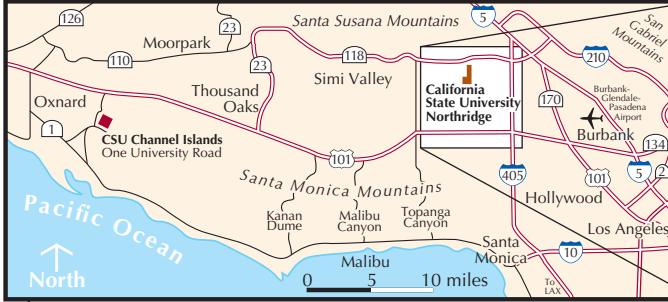 126
23
Santa Susana Mountains
5
San
Gabriel
Mountains
Moorpark
110
23
118
Simi Valley
210
Thousand
Oaks
California
State University
Northridge
170
Burbank-
Glendale-
Pasadena
Airport
Burbank
Oxnard
1
CSU Channel Islands
One University Road
101
134
5
2
405
101
Santa Monica Mountains
Hollywood
Pacific Ocean
Kanan
Dume
Malibu
Canyon
Topanga
Canyon
Los Angeles
Santa
Monica
10
Malibu
North
0 5 10 miles
To
LAX